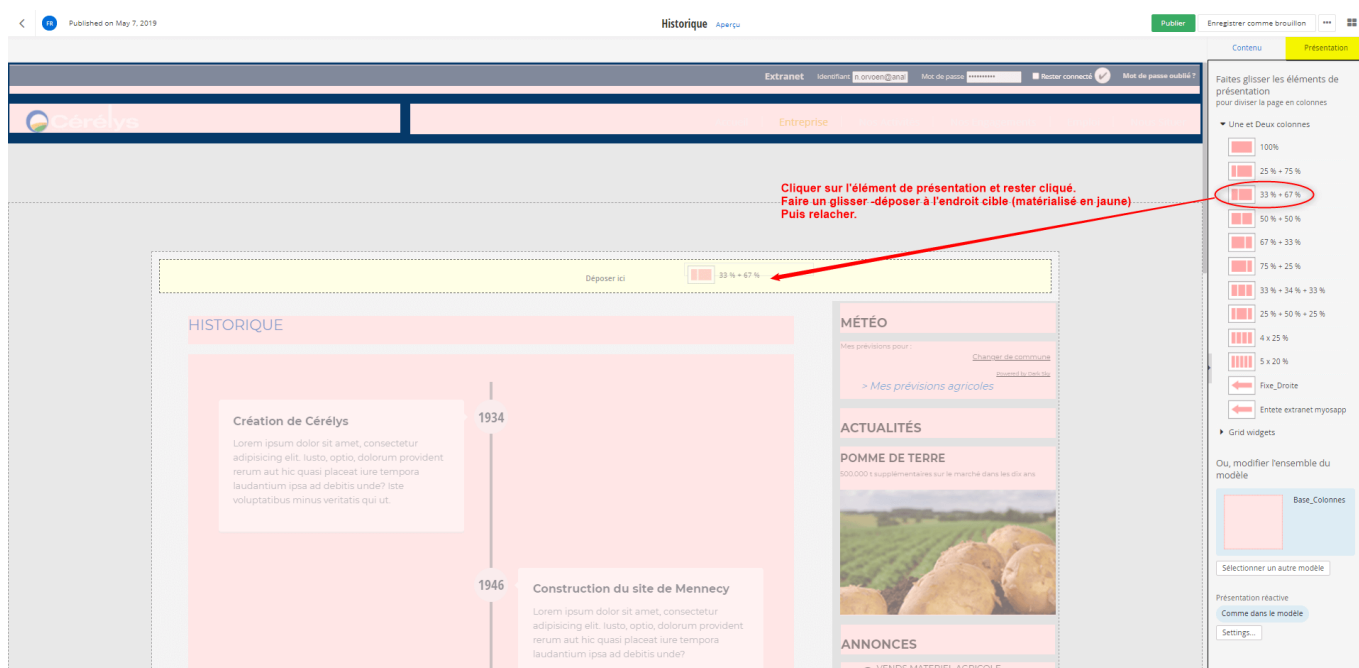 FR Published on May 7, 2019
Historique Aperçu
Publier Enregistrer comme brouillon
Contenu Présentation
Extranet Identifiant n.orvoen@anal Mot de passe Rester connecté Mot de passe oublié ?
Cérélys
Entreprise
Cliquer sur l'élément de présentation et rester cliqué.
Faire un glisser -déposer à l'endroit cible (matérialisé en jaune)
Puis relacher.
Déposer ici
33 % + 67 %
HISTORIQUE
1934
Création de Cérélys
Lorem ipsum dolor sit amet, consectetur
adipisicing elit. Iusto, optio, dolorum provident
rerum aut hic quasi placeat iure tempora
laudantium ipsa ad debitis unde? Iste
voluptatibus minus veritatis qui ut.
1946
Construction du site de Mennecy
Lorem ipsum dolor sit amet, consectetur
adipisicing elit. Iusto, optio, dolorum provident
rerum aut hic quasi placeat iure tempora
laudantium ipsa ad debitis unde?
MÉTÉO
Mes prévisions pour :
Changer de commune
Powered by Dark Sky
> Mes prévisions agricoles
ACTUALITÉS
POMME DE TERRE
500.000 t supplémentaires sur le marché dans les dix ans
ANNONCES
VENDS MATERIEL AGRICOLE
Faites glisser les éléments de
présentation
pour diviser la page en colonnes
Une et Deux colonnes
100%
25 % + 75 %
33 % + 67 %
50 % + 50 %
67 % + 33 %
75 % + 25 %
33 % + 34 % + 33 %
25 % + 50 % + 25 %
4 x 25 %
5 x 20 %
Fixe_Droite
Entete extranet myosapp
Grid widgets
Ou, modifier l'ensemble du
modèle
Base_Colonnes
Sélectionner un autre modèle
Présentation réactive
Comme dans le modèle
Settings...